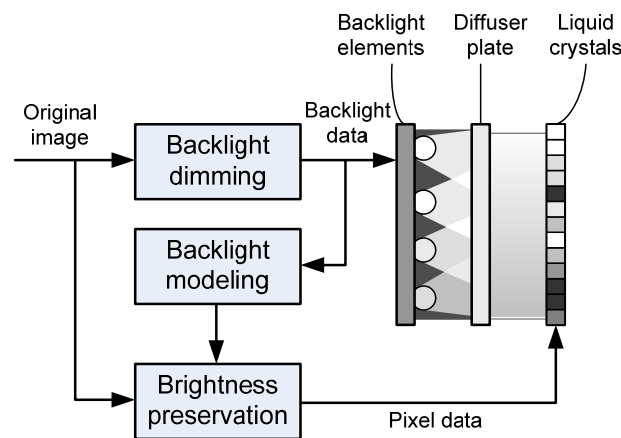 Backlight
elements
Diffuser
plate
Liquid
crystals
Original
image
Backlight
data
Backlight
dimming
Backlight
modeling
Brightness
preservation
Pixel data